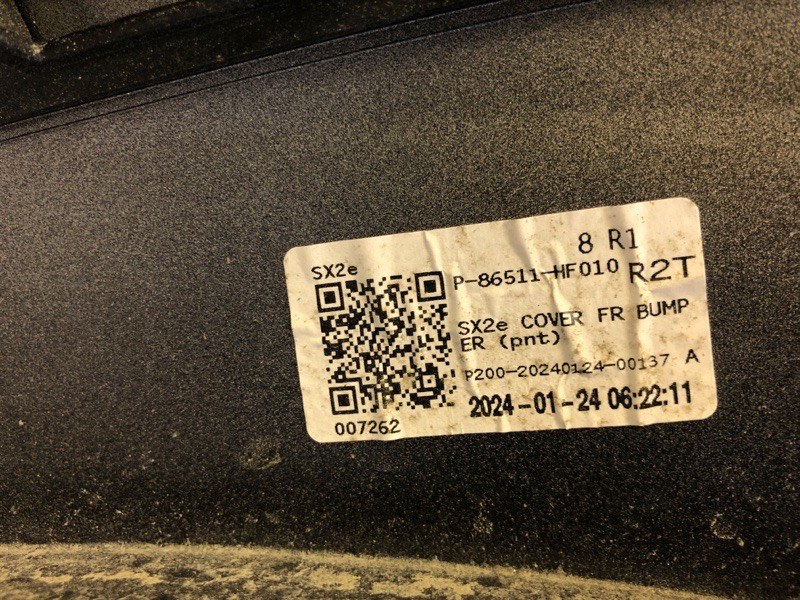 8 R1
SX2e
P-86511-HF010 R2T
SX2e COVER FR BUMP
ER (pnt)
P200-20240124-00137 A
2024-01-24 06:22:11
007262